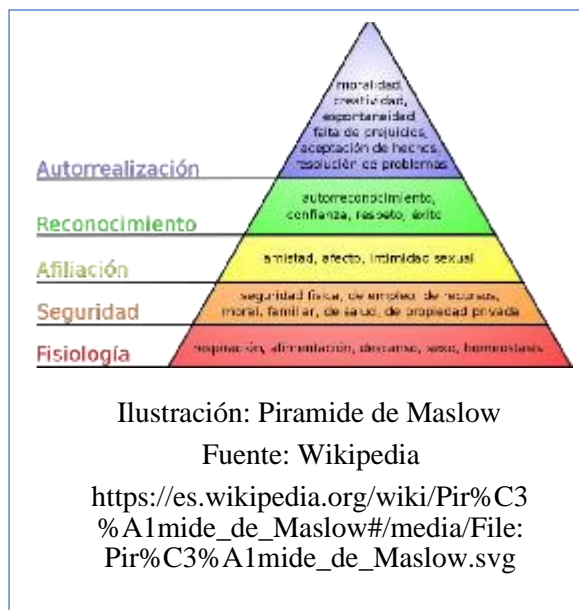 moralidad,
creatividad,
espontaneidad,
falta de prejuicios,
aceptación de hechos,
resolución de problemas
Autorrealización
autorreconocimiento,
confianza, respeto, éxito
Reconocimiento
amistad, afecto, intimidad sexual
Afiliación
seguridad física, de empleo, de recursos,
moral, familiar, de salud, de propiedad privada
Seguridad
respiración, alimentación, descanso, sexo, homeostasis
Fisiología
Ilustración: Piramide de Maslow
Fuente: Wikipedia
https://es.wikipedia.org/wiki/Pir%C3
%A1mide_de_Maslow#/media/File:
Pir%C3%A1mide_de_Maslow.svg